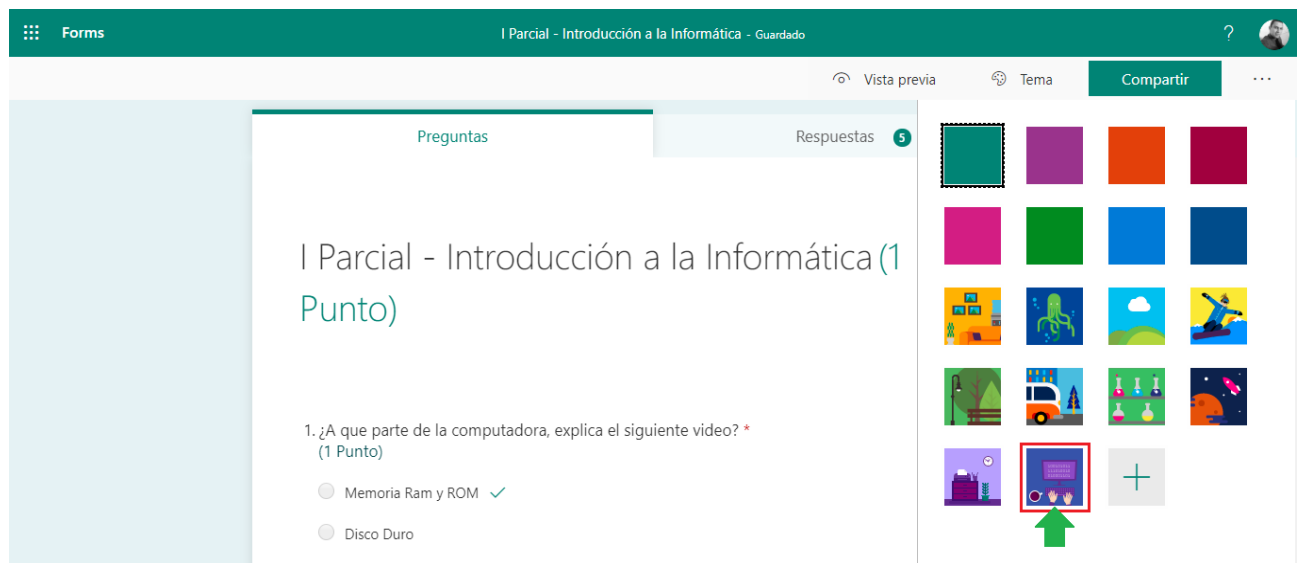 Forms
I Parcial - Introducción a la Informática - Guardado
?
Vista previa
Tema
Compartir
...
Preguntas
Respuestas 5
I Parcial - Introducción a la Informática (1
Punto)
1. ¿A que parte de la computadora, explica el siguiente video? *
(1 Punto)
Memoria Ram y ROM
Disco Duro